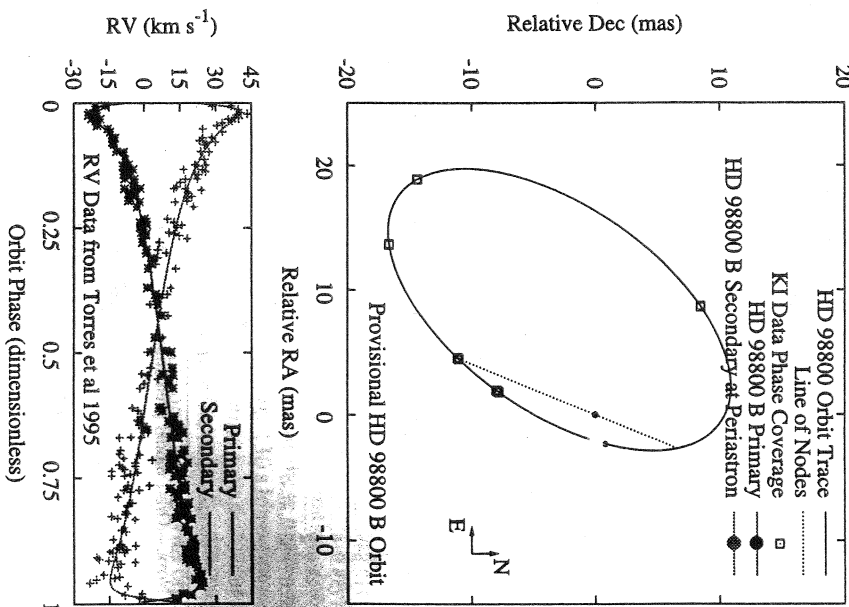 HD 98800 Orbit Trace
Line of Nodes
KI Data Phase Coverage
HD 98800 B Primary
HD 98800 B Secondary at Periastron
Relative Dec (mas)
20
10
0
-10
-20
N
E
Provisional HD 98800 B Orbit
20
10
0
-10
Relative RA (mas)
RV (km s-1)
45
30
15
0
-15
-30
Primary
Secondary
RV Data from Torres et al 1995
0
0.25
0.5
0.75
1
Orbit Phase (dimensionless)